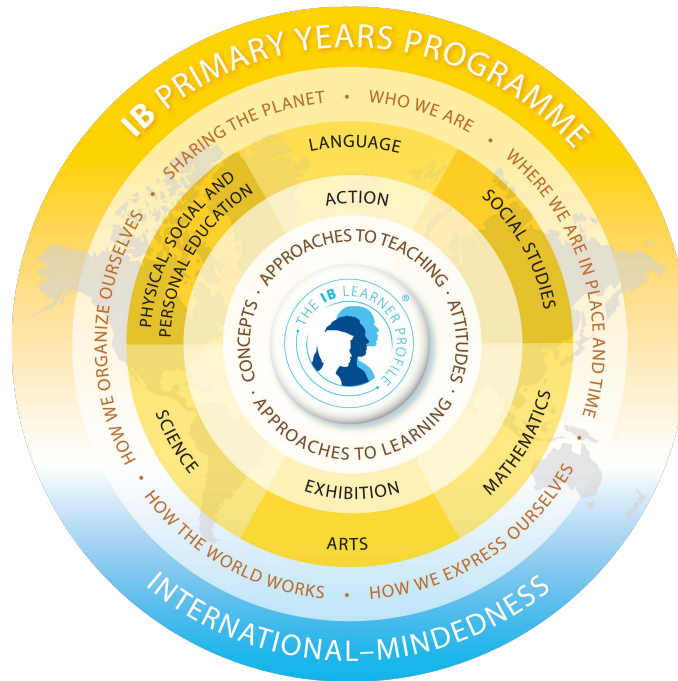 IB PRIMARY YEARS PROGRAMME
SHARING THE PLANET
•
WHO WE ARE
•
WHERE WE ARE IN PLACE AND TIME
•
HOW WE EXPRESS OURSELVES
•
HOW THE WORLD WORKS
•
HOW WE ORGANIZE OURSELVES
•
LANGUAGE
SOCIAL STUDIES
MATHEMATICS
ARTS
SCIENCE
PHYSICAL, SOCIAL AND
PERSONAL EDUCATION
ACTION
EXHIBITION
APPROACHES TO TEACHING ·
ATTITUDES ·
APPROACHES TO LEARNING ·
CONCEPTS ·
• THE IB LEARNER PROFILE • ®
INTERNATIONAL–MINDEDNESS